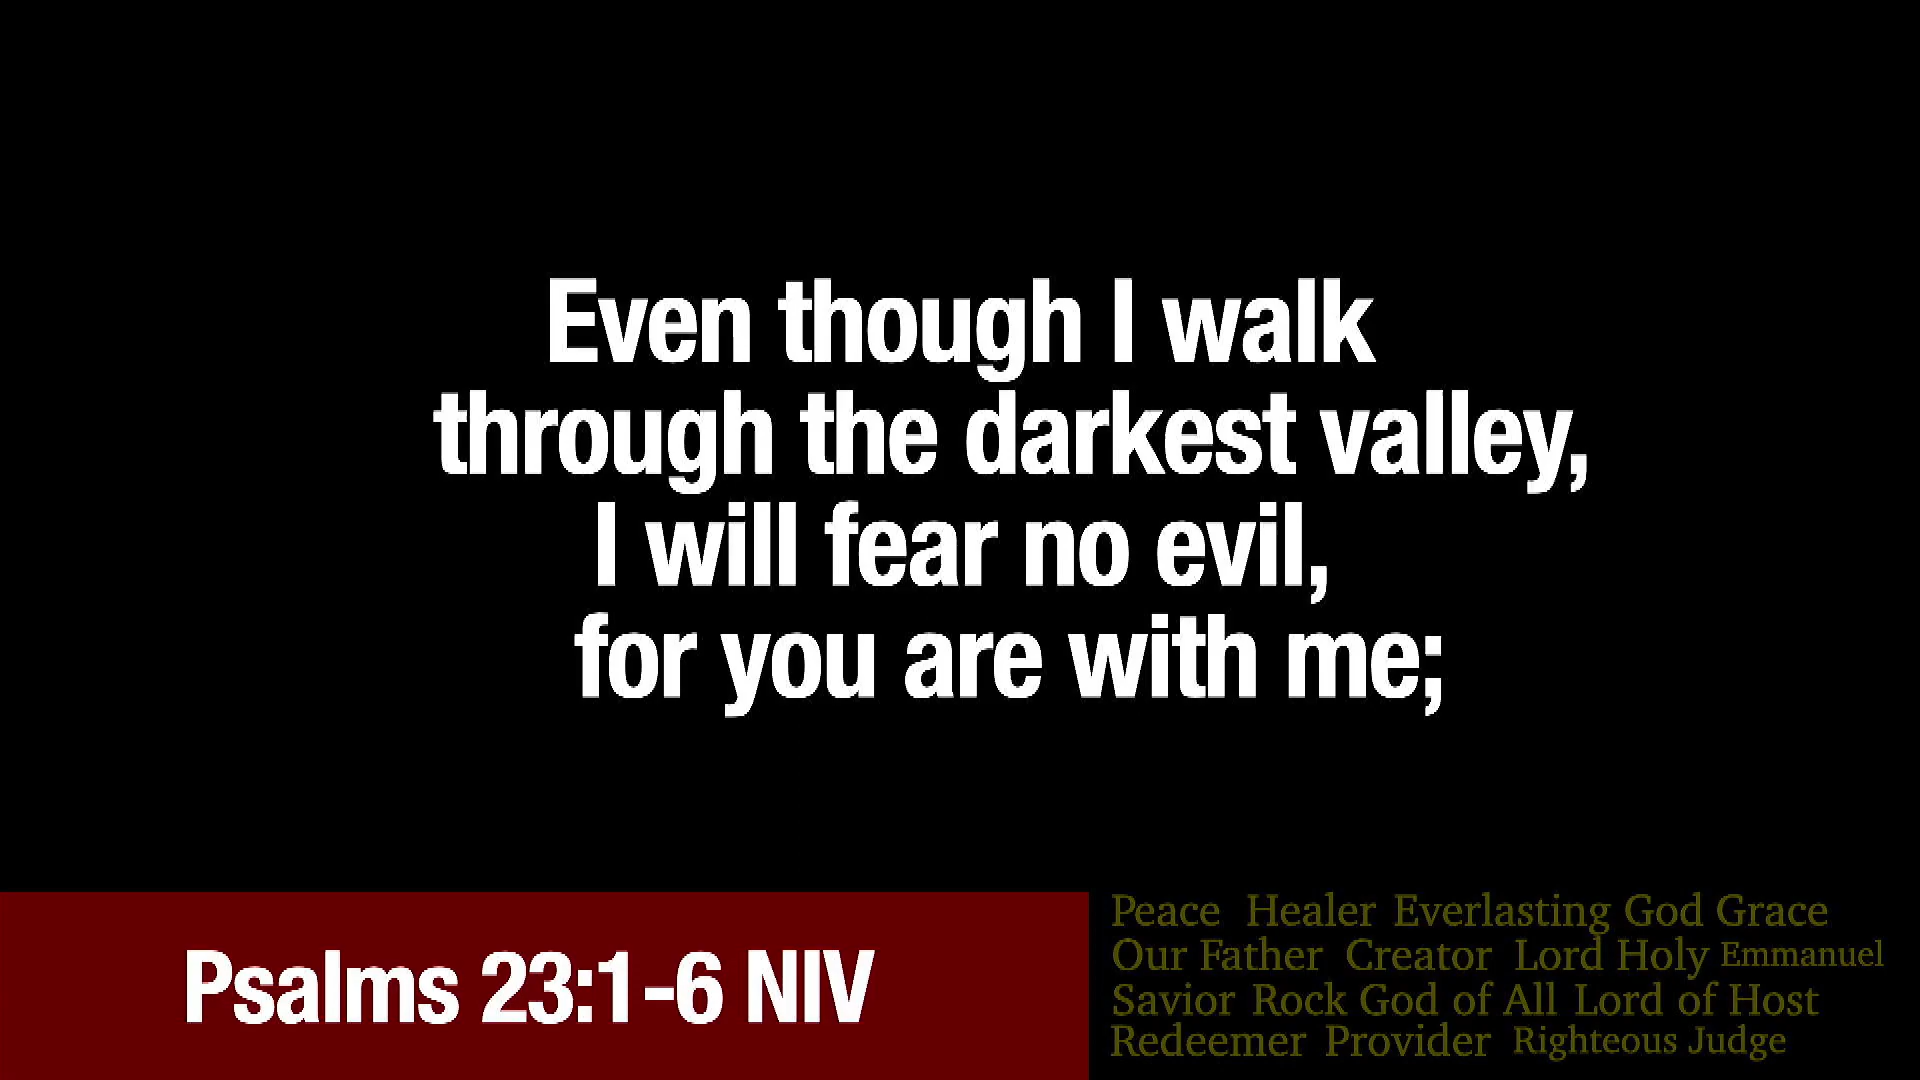 Even though I walk
through the darkest valley,
I will fear no evil,
for you are with me;
Psalms 23:1-6 NIV
Peace Healer Everlasting God Grace
Our Father Creator Lord Holy Emmanuel
Savior Rock God of All Lord of Host
Redeemer Provider Righteous Judge